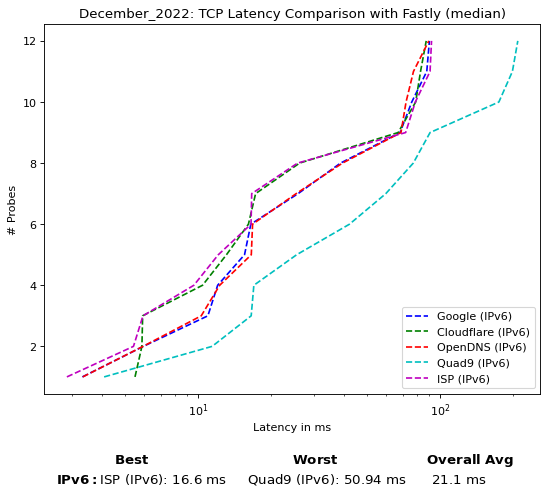 December_2022: TCP Latency Comparison with Fastly (median)
12
10
8
6
4
2
# Probes
Google (IPv6)
Cloudflare (IPv6)
OpenDNS (IPv6)
Quad9 (IPv6)
ISP (IPv6)
10¹ 10²
Latency in ms
Best Worst Overall Avg
IPv6: ISP (IPv6): 16.6 ms Quad9 (IPv6): 50.94 ms 21.1 ms